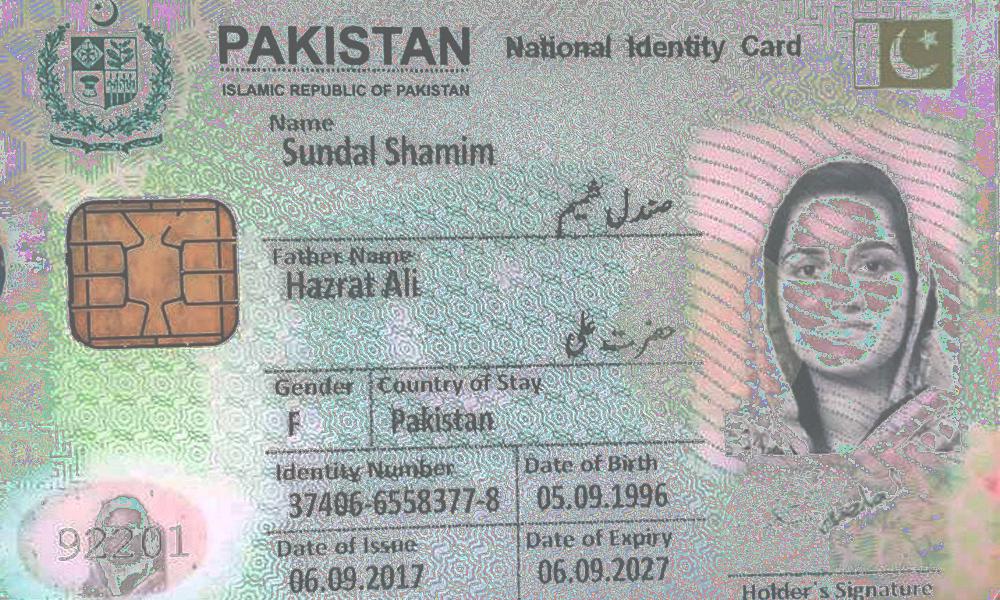 PAKISTAN National Identity Card
ISLAMIC REPUBLIC OF PAKISTAN
Name
Sundal Shamim
صندل شمیم
Father Name
Hazrat Ali
حضرت علی
Gender Country of Stay
F Pakistan
Identity Number Date of Birth
37406-6558377-8 05.09.1996
Date of Issue Date of Expiry
06.09.2017 06.09.2027
92201
Holder's Signature